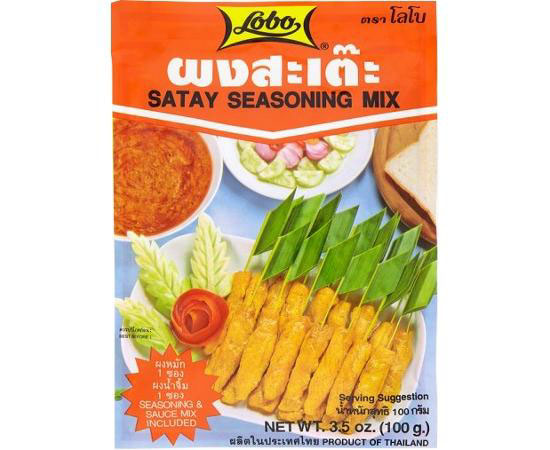 Lobo
®
ตรา โลโบ
ผงสะเต๊ะ
SATAY SEASONING MIX
BEST BEFORE :
ผงหมัก
1 ซอง
ผงน้ำจิ้ม
1 ซอง
SEASONING &
SAUCE MIX
INCLUDED
Serving Suggestion
น้ำหนักสุทธิ 100 กรัม
NET WT. 3.5 oz. (100 g.)
ผลิตในประเทศไทย PRODUCT OF THAILAND